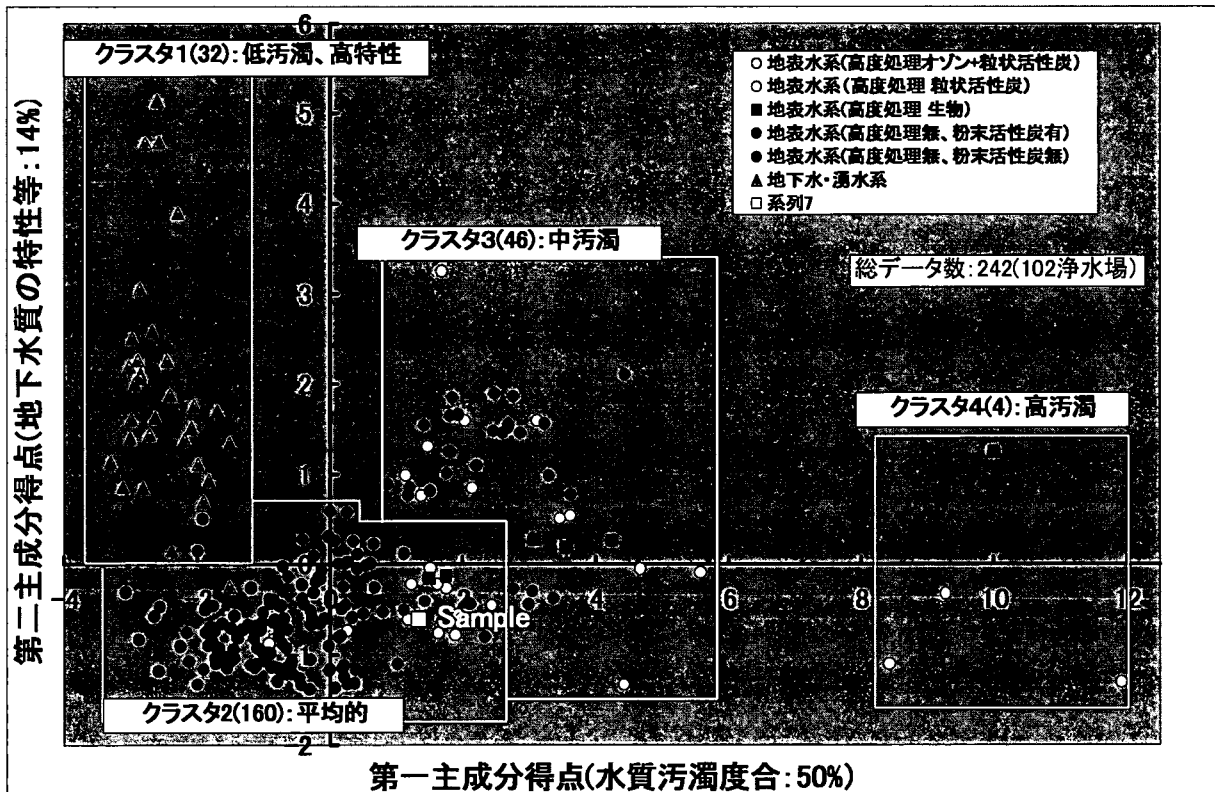 6
クラスタ1(32):低汚濁、高特性
○ 地表水系(高度処理オゾン+粒状活性炭)
○ 地表水系(高度処理 粒状活性炭)
■ 地表水系(高度処理 生物)
● 地表水系(高度処理無、粉末活性炭有)
● 地表水系(高度処理無、粉末活性炭無)
▲ 地下水・湧水系
□ 系列7
5
4
クラスタ3(46):中汚濁
総データ数:242(102浄水場)
3
2
クラスタ4(4):高汚濁
1
0
4 2 0 2 4 6 8 10 12
Sample
1
クラスタ2(160):平均的
-2
第二主成分得点(地下水質の特性等:14%)
第一主成分得点(水質汚濁度合:50%)